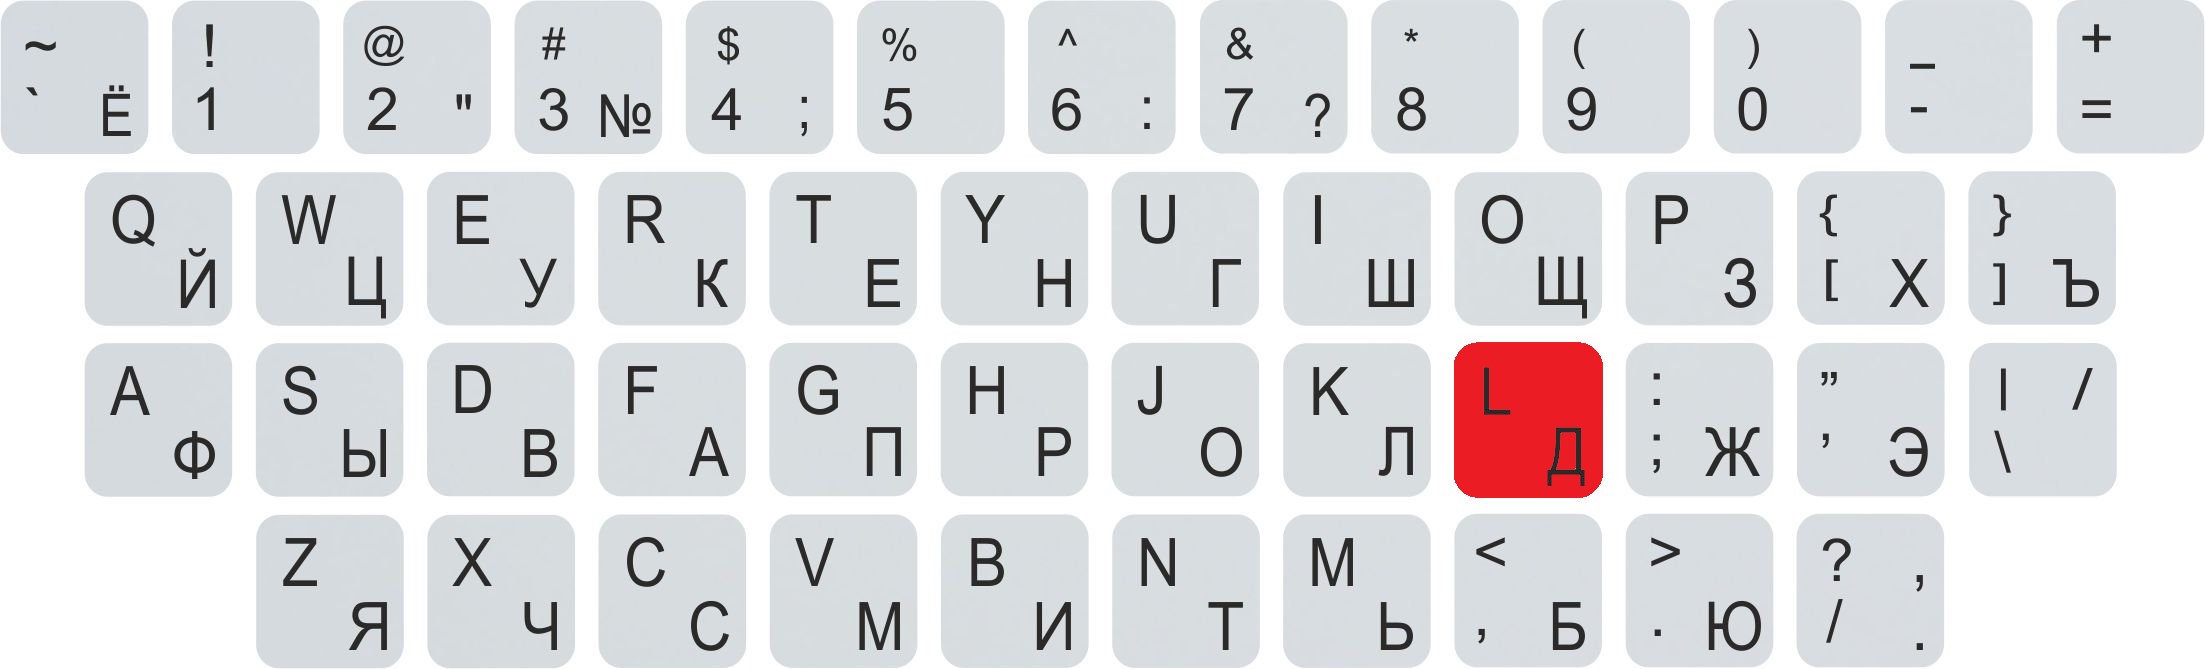 ~ ! @ # $ % ^ & * ( ) _ +
` Ё 1 2 " 3 № 4 ; 5 6 : 7 ? 8 9 0 - =
Q W E R T Y U I O P { }
Й Ц У К Е Н Г Ш Щ З [ Х ] Ъ
A S D F G H J K L : ” | /
Ф Ы В А П Р О Л Д ; Ж ’ Э \
Z X C V B N M < > ? ,
Я Ч С М И Т Ь , Б . Ю / .